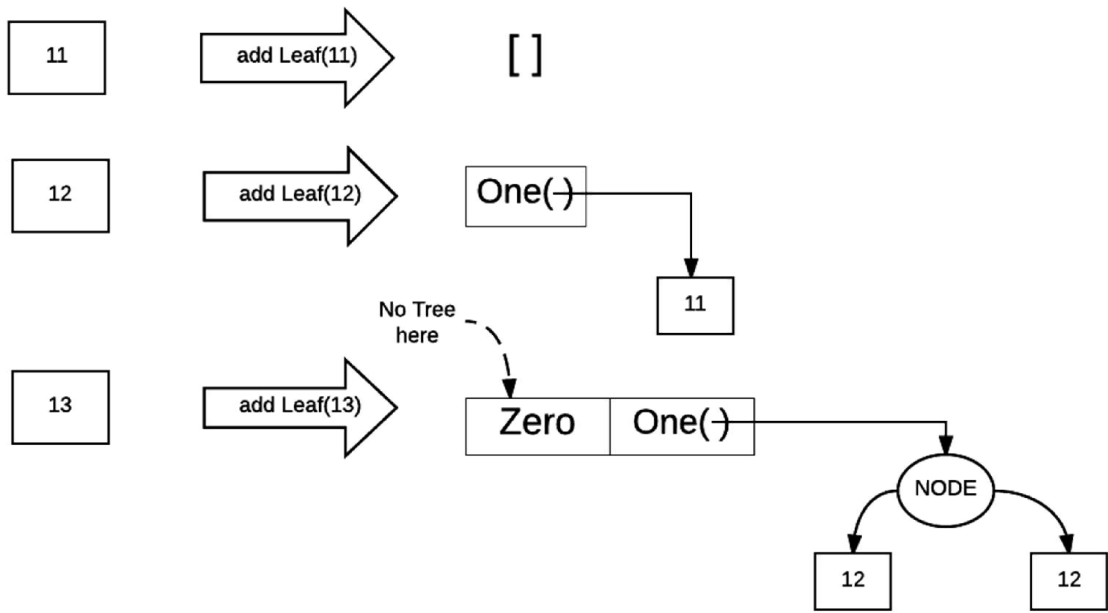 11
add Leaf(11)
[ ]
12
add Leaf(12)
One( )
11
No Tree
here
13
add Leaf(13)
Zero
One( )
NODE
12
12